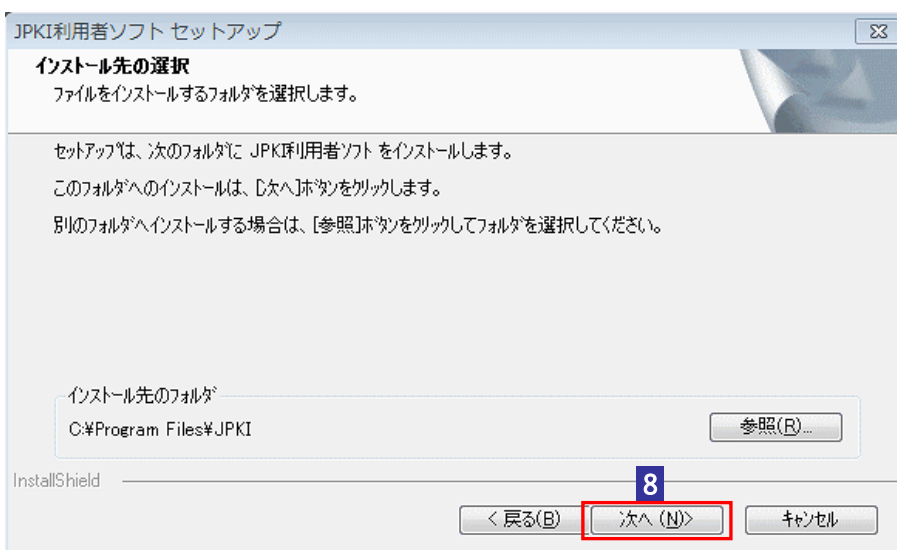 JPKI利用者ソフト セットアップ
インストール先の選択
ファイルをインストールするフォルダを選択します。
セットアップは、次のフォルダに JPKI利用者ソフト をインストールします。
このフォルダへのインストールは、[次へ]ボタンをクリックします。
別のフォルダへインストールする場合は、[参照]ボタンをクリックしてフォルダを選択してください。
インストール先のフォルダ
C:¥Program Files¥JPKI
参照(R)...
InstallShield
8
< 戻る(B)
次へ (N)>
キャンセル